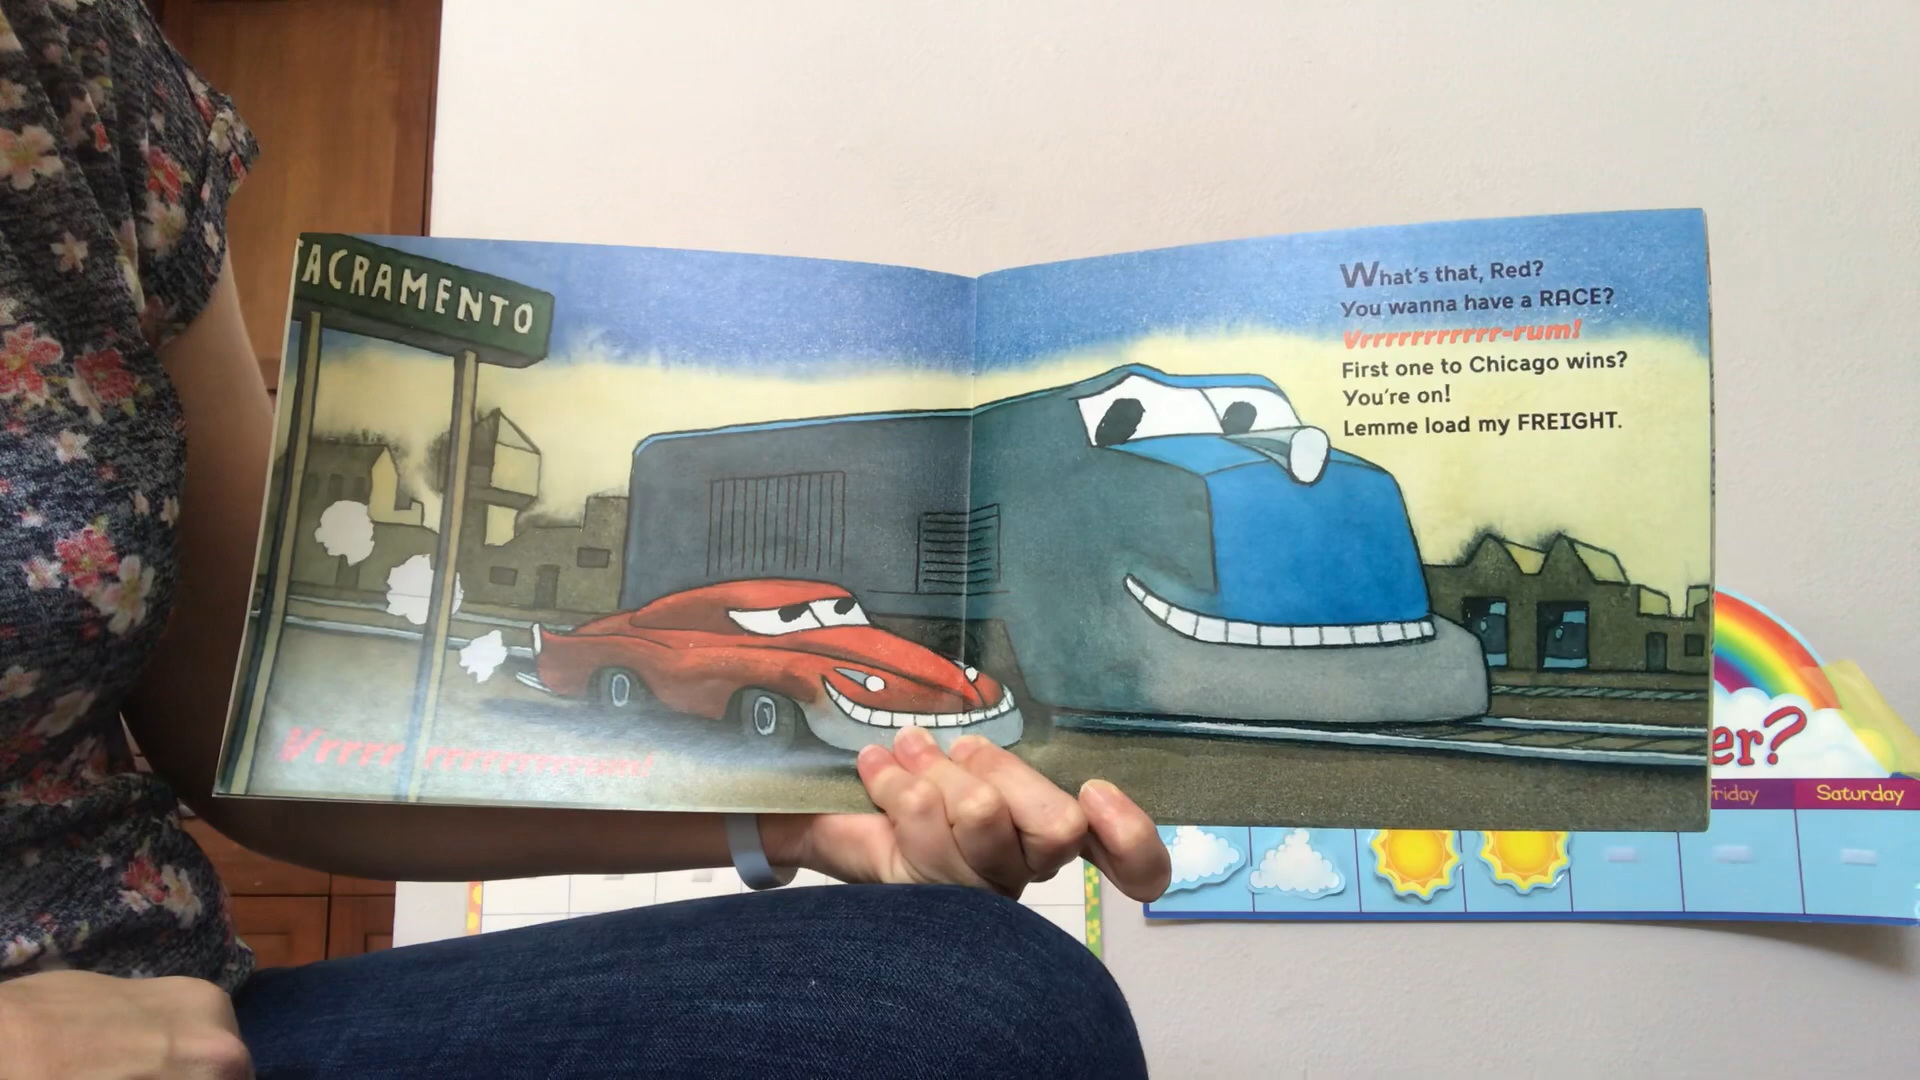 SACRAMENTO
What's that, Red?
You wanna have a RACE?
Vrrrrrrrrrrr-rum!
First one to Chicago wins?
You're on!
Lemme load my FREIGHT.
er?
Friday
Saturday